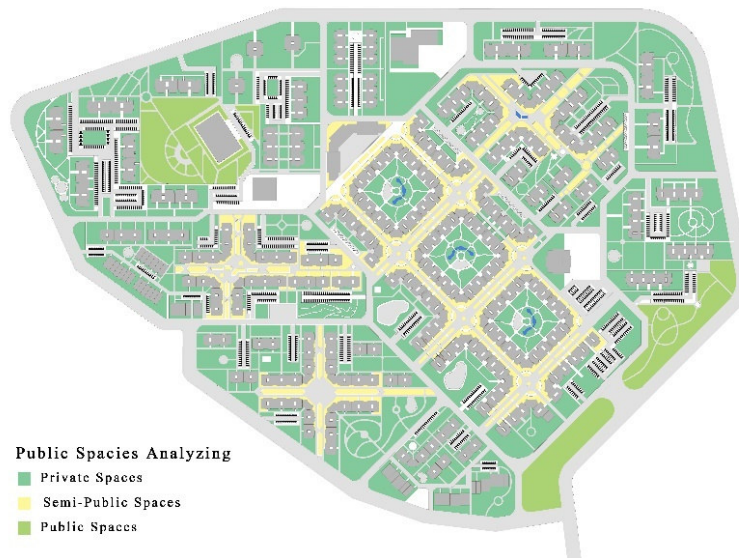 Public Spacies Analyzing
Private Spaces
Semi-Public Spaces
Public Spaces